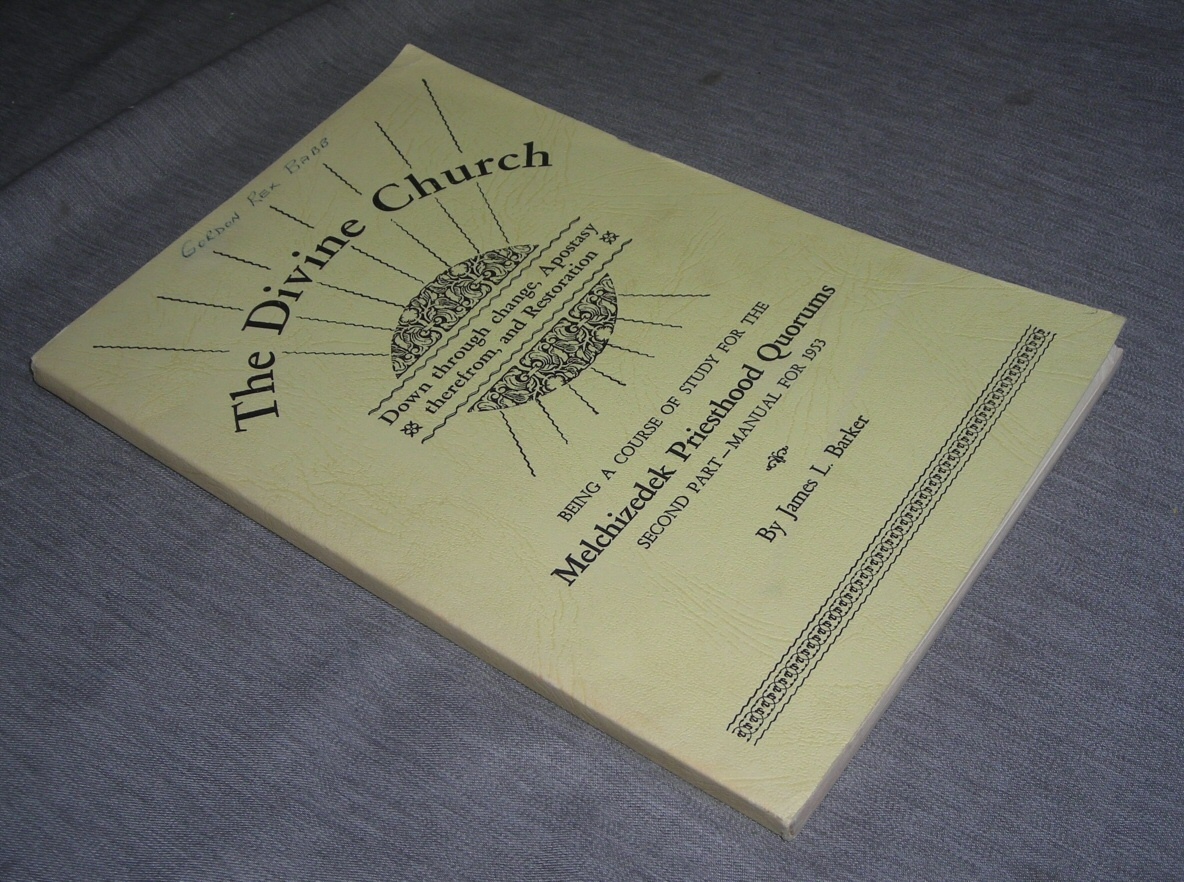 GORDON REX BABB
The Divine Church
Down through change, Apostasy
therefrom, and Restoration
BEING A COURSE OF STUDY FOR THE
Melchizedek Priesthood Quorums
SECOND PART—MANUAL FOR 1953
By James L. Barker